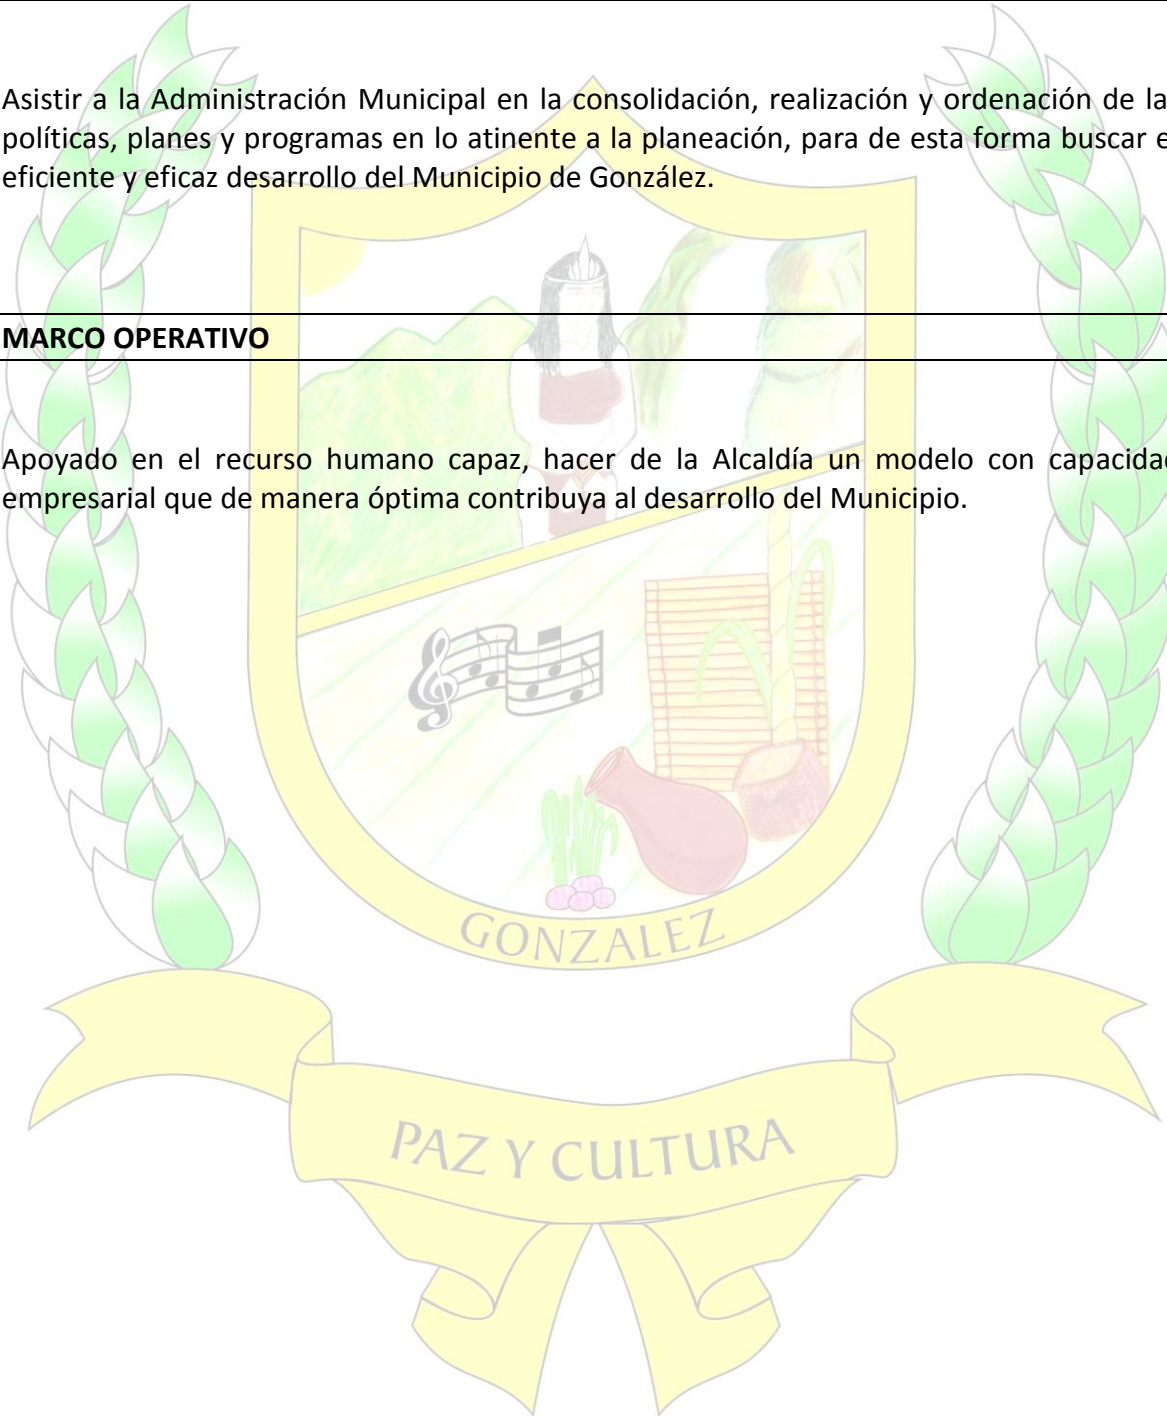 Asistir a la Administración Municipal en la consolidación, realización y ordenación de la
políticas, planes y programas en lo atinente a la planeación, para de esta forma buscar e
eficiente y eficaz desarrollo del Municipio de González.
MARCO OPERATIVO
Apoyado en el recurso humano capaz, hacer de la Alcaldía un modelo con capacidad
empresarial que de manera óptima contribuya al desarrollo del Municipio.
GONZALEZ
PAZ Y CULTURA